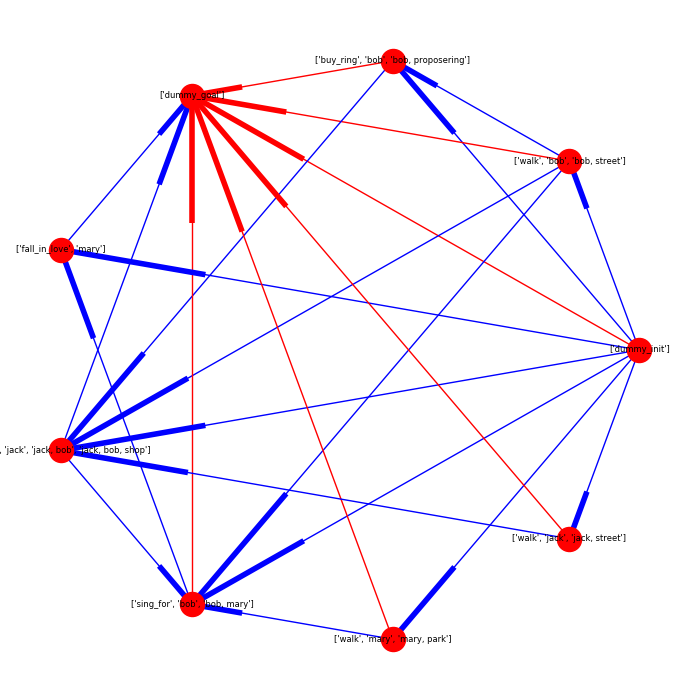 ['buy_ring', 'bob', 'bob, proposering']
['dummy_goal']
['walk', 'bob', 'bob, street']
['fall_in_love', 'mary']
['dummy_init']
, 'jack', 'jack, bob', 'jack, bob, shop']
['walk', 'jack', 'jack, street']
['sing_for', 'bob', 'bob, mary']
['walk', 'mary', 'mary, park']